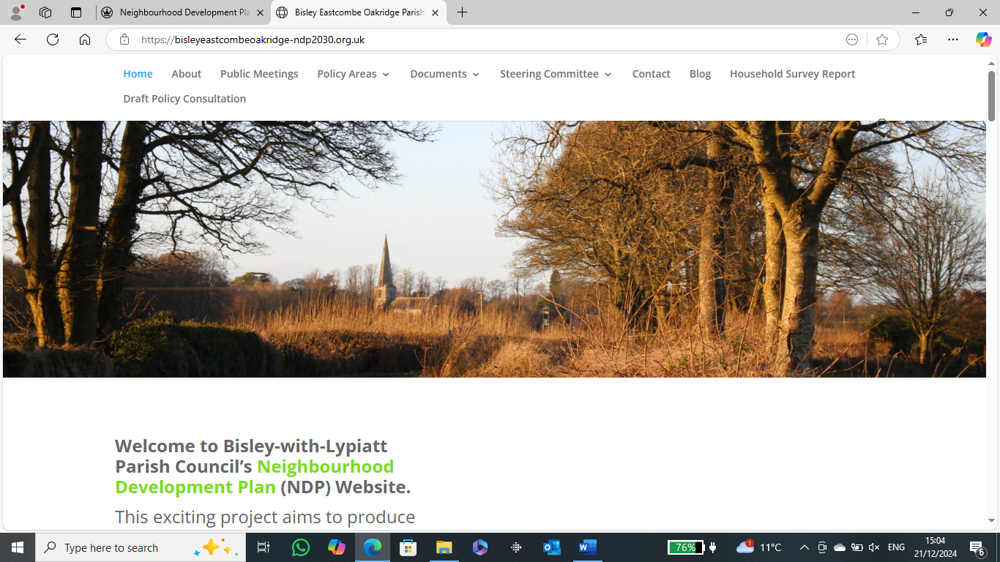 Neighbourhood Development Pla
Bisley Eastcombe Oakridge Parish
https://bisleyeastcombeoakridge-ndp2030.org.uk
Home About Public Meetings Policy Areas Documents Steering Committee Contact Blog Household Survey Report
Draft Policy Consultation
Welcome to Bisley-with-Lypiatt
Parish Council’s Neighbourhood
Development Plan (NDP) Website.
This exciting project aims to produce
Type here to search
76%
1
11°C
ENG
15:04
21/12/2024
6